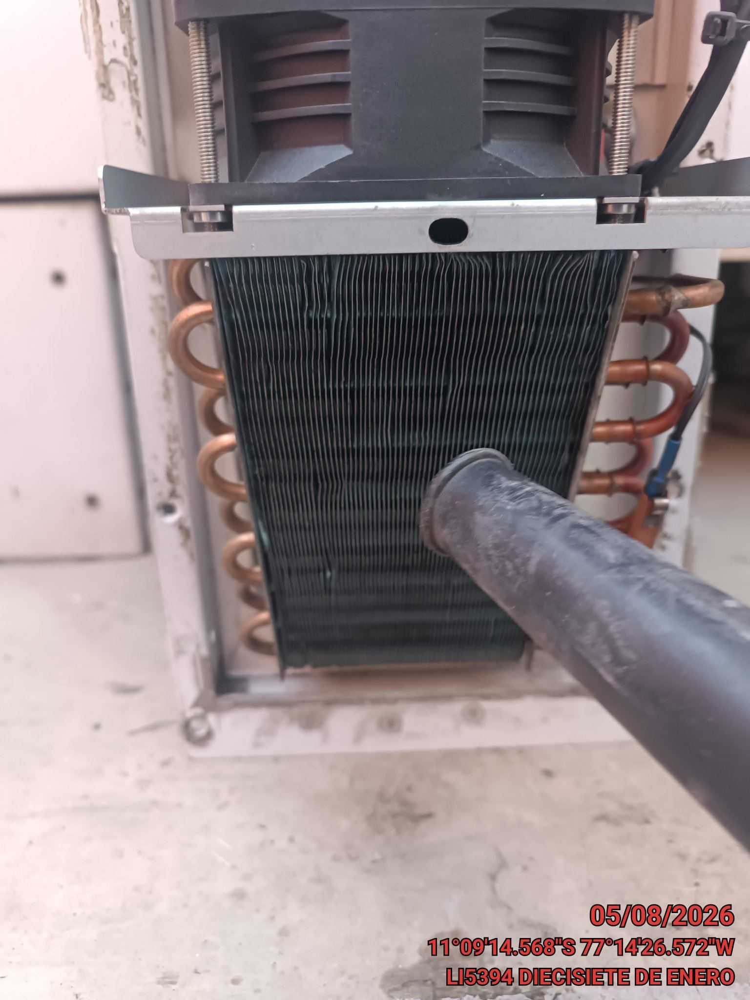 05/08/2026
11°09'14.568"S 77°14'26.572"W
LI5394 DIECISIETE DE ENERO